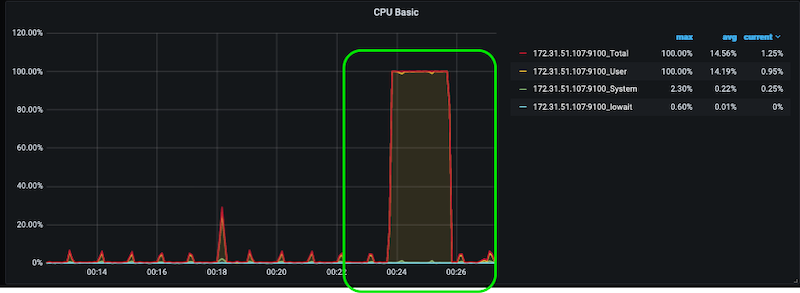 CPU Basic
120.00%
100.00%
80.00%
60.00%
40.00%
20.00%
0%
00:14 00:16 00:18 00:20 00:22 00:24 00:26
max avg current
172.31.51.107:9100_Total 100.00% 14.56% 1.25%
172.31.51.107:9100_User 100.00% 14.19% 0.95%
172.31.51.107:9100_System 2.30% 0.22% 0.25%
172.31.51.107:9100_Iowait 0.60% 0.01% 0%